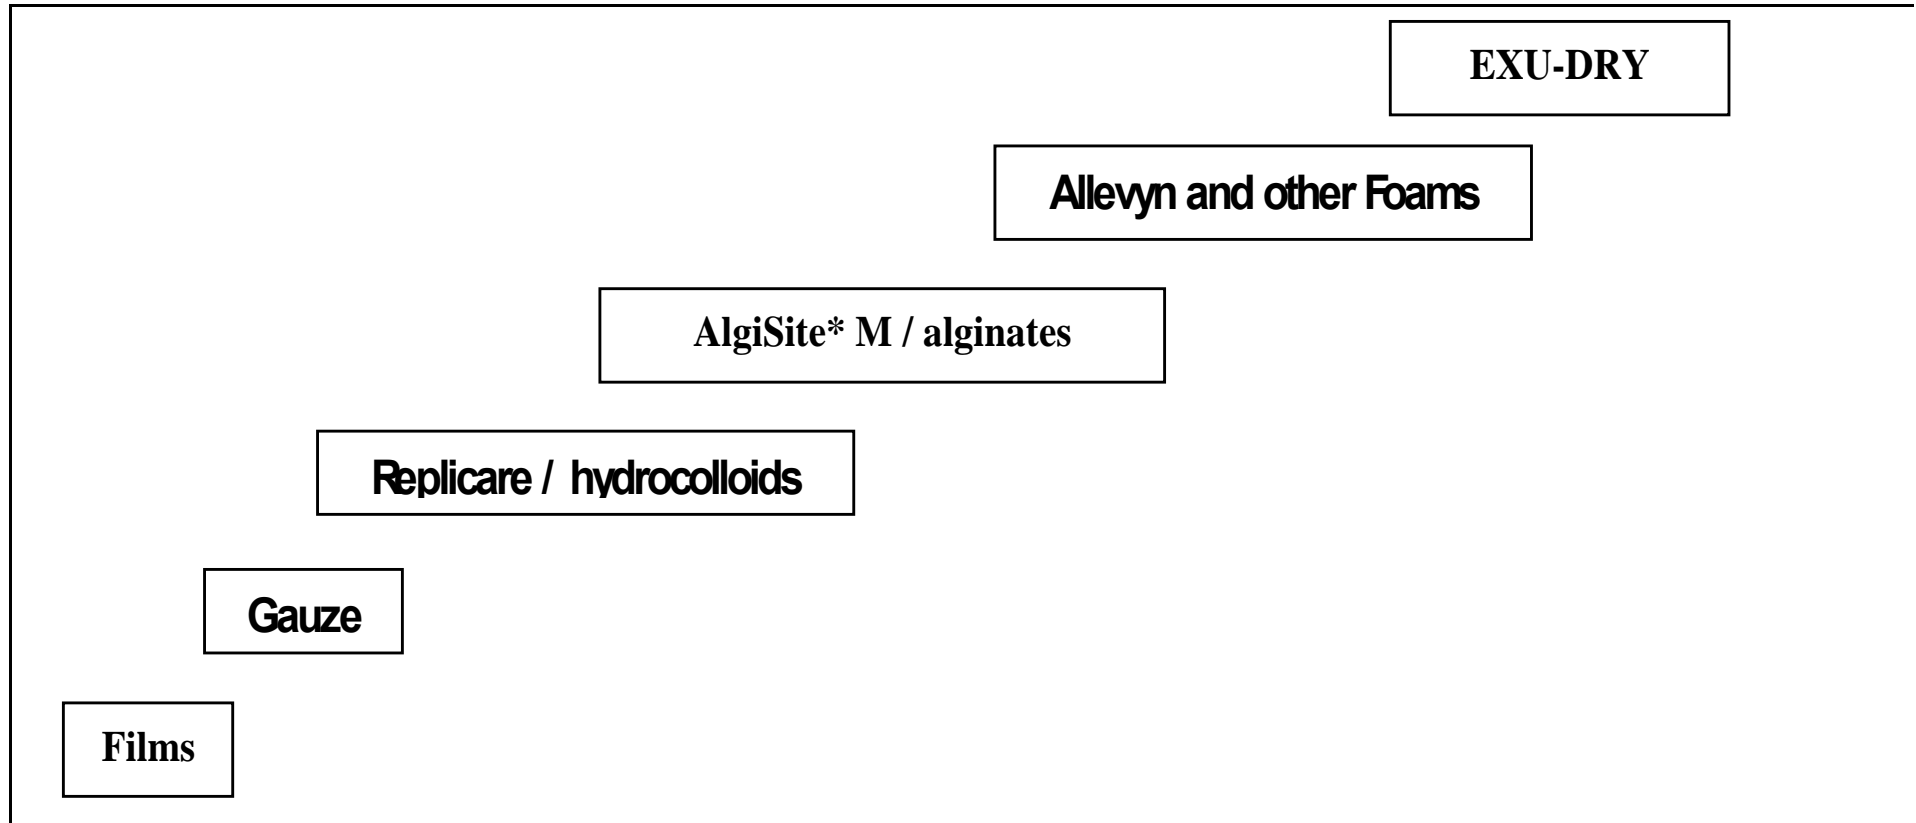 EXU-DRY
Allevyn and other Foams
AlgiSite* M / alginates
Replicare / hydrocolloids
Gauze
Films